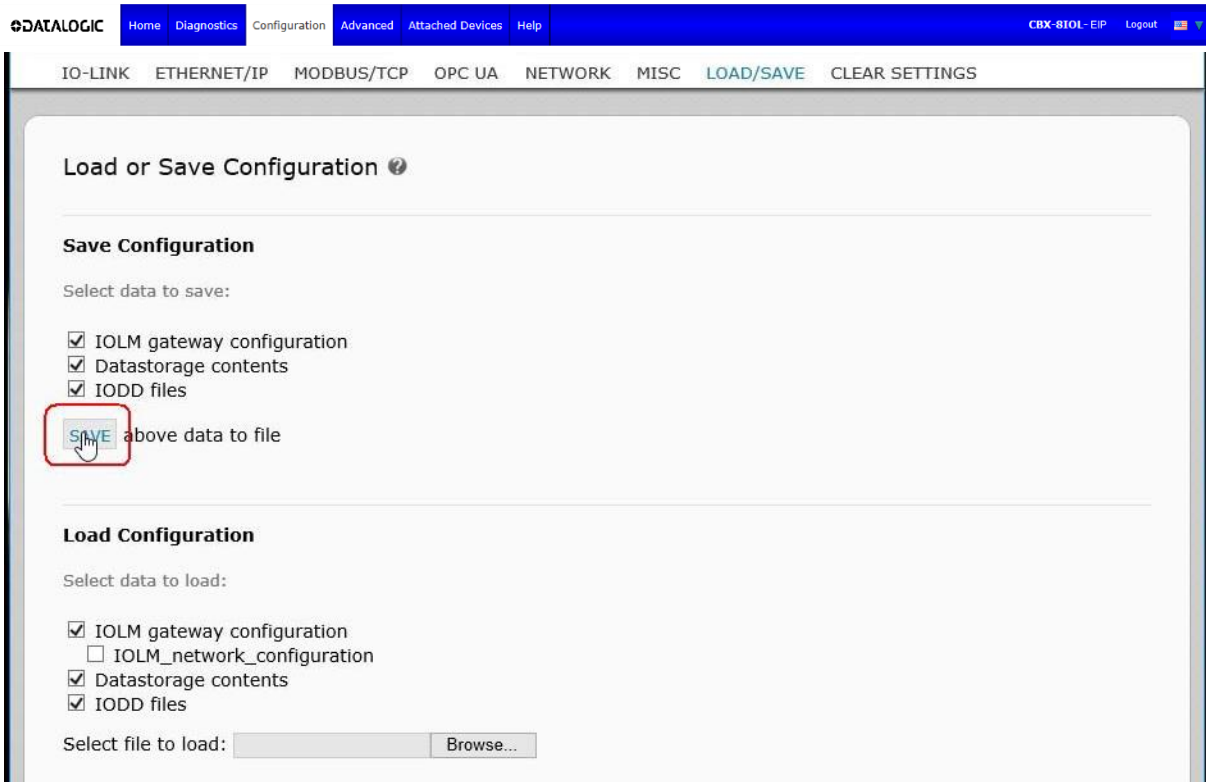 DATALOGIC Home Diagnostics Configuration Advanced Attached Devices Help CBX-8IOL-EIP Logout
IO-LINK ETHERNET/IP MODBUS/TCP OPC UA NETWORK MISC LOAD/SAVE CLEAR SETTINGS
Load or Save Configuration ?
Save Configuration
Select data to save:
IOLM gateway configuration
Datastorage contents
IODD files
SAVE above data to file
Load Configuration
Select data to load:
IOLM gateway configuration
IOLM_network_configuration
Datastorage contents
IODD files
Select file to load: Browse...